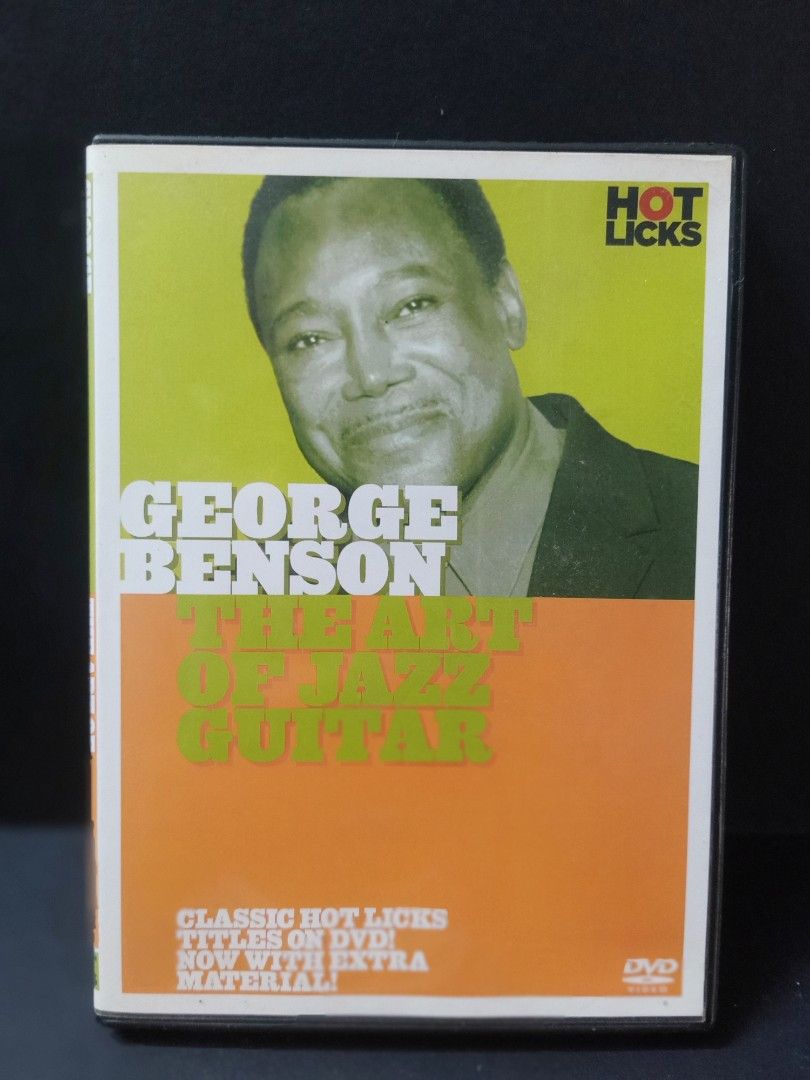 HOT
LICKS
GEORGE
BENSON
THE ART
OF JAZZ
GUITAR
CLASSIC HOT LICKS
TITLES ON DVD!
NOW WITH EXTRA
MATERIAL!
DVD
VIDEO